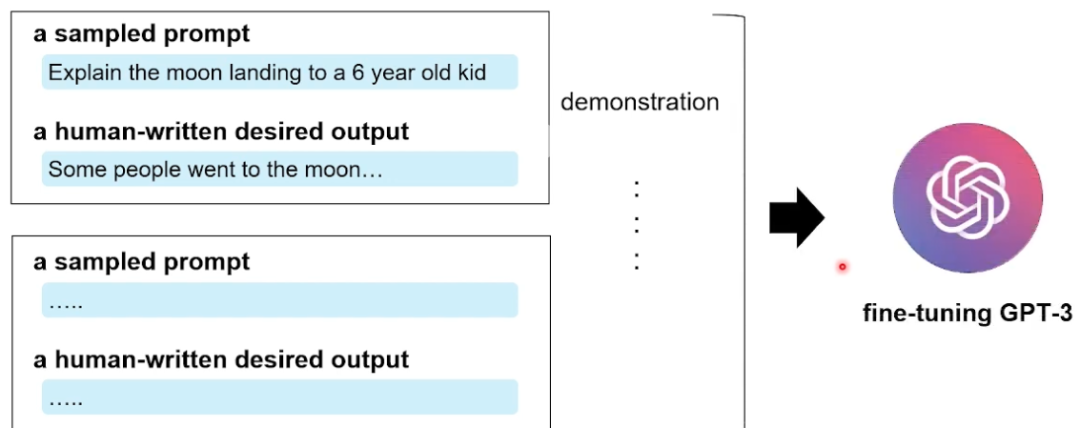 a sampled prompt
Explain the moon landing to a 6 year old kid
a human-written desired output
Some people went to the moon…
demonstration
a sampled prompt
…..
a human-written desired output
…..
fine-tuning GPT-3